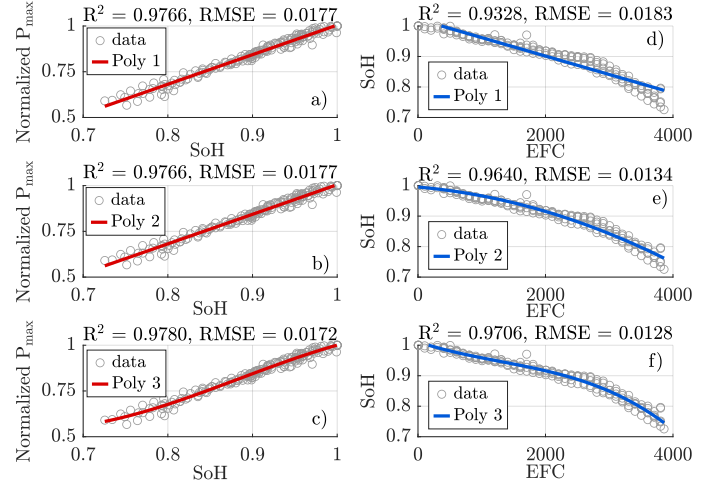 R² = 0.9766, RMSE = 0.0177
Normalized Pmax
1
0.75
0.5
data
Poly 1
a)
0.7
0.8
0.9
1
SoH
R² = 0.9328, RMSE = 0.0183
SoH
1
0.9
0.8
0.7
data
Poly 1
d)
0
2000
4000
EFC
R² = 0.9766, RMSE = 0.0177
Normalized Pmax
1
0.75
0.5
data
Poly 2
b)
0.7
0.8
0.9
1
SoH
R² = 0.9640, RMSE = 0.0134
SoH
1
0.9
0.8
0.7
data
Poly 2
e)
0
2000
4000
EFC
R² = 0.9780, RMSE = 0.0172
Normalized Pmax
1
0.75
0.5
data
Poly 3
c)
0.7
0.8
0.9
1
SoH
R² = 0.9706, RMSE = 0.0128
SoH
1
0.9
0.8
0.7
data
Poly 3
f)
0
2000
4000
EFC